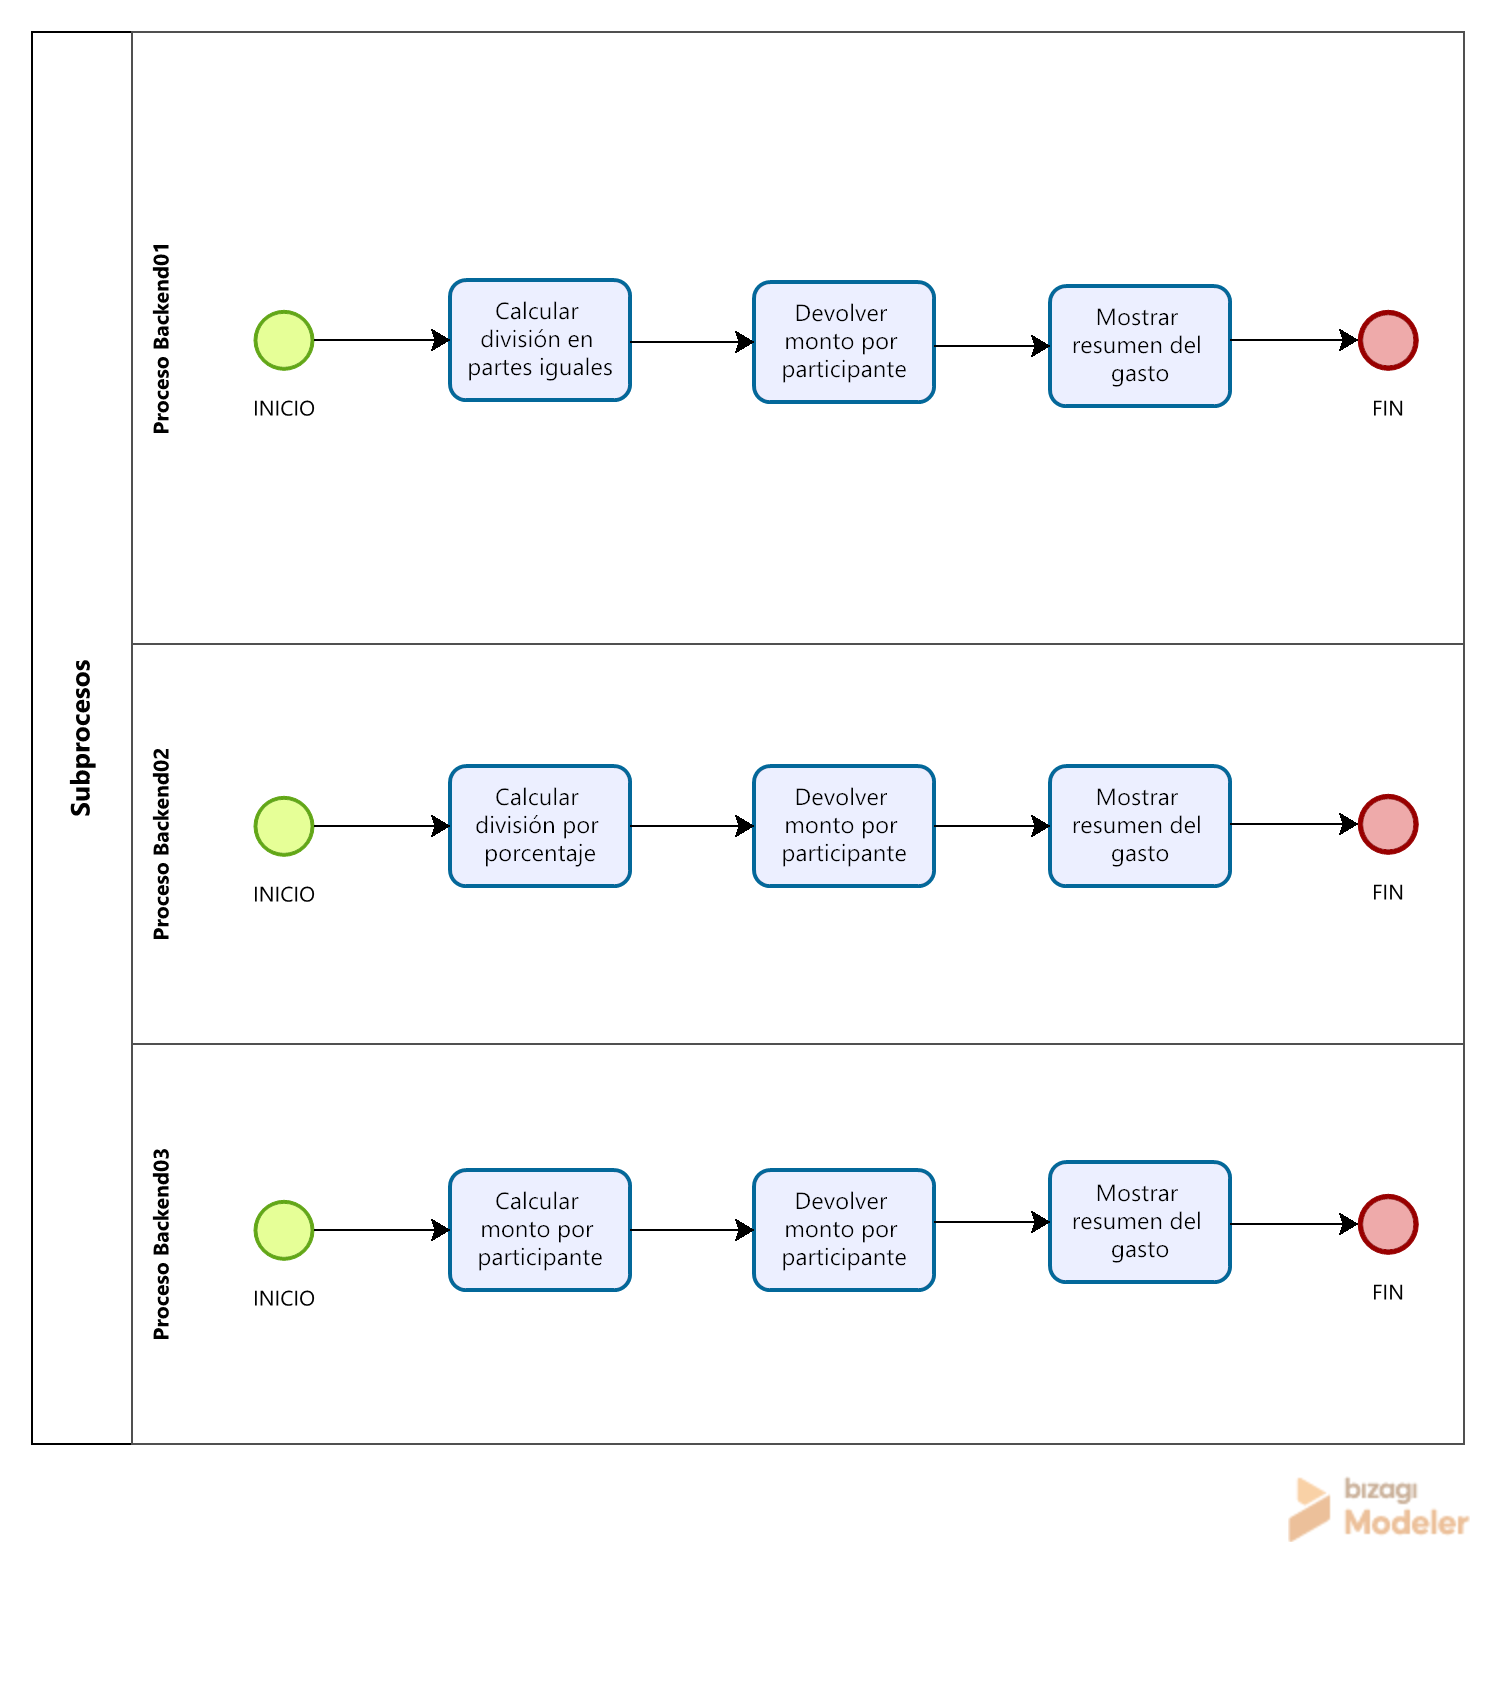 Subprocesos
Proceso Backend01
INICIO
Calcular
división en
partes iguales
Devolver
monto por
participante
Mostrar
resumen del
gasto
FIN
Proceso Backend02
INICIO
Calcular
división por
porcentaje
Devolver
monto por
participante
Mostrar
resumen del
gasto
FIN
Proceso Backend03
INICIO
Calcular
monto por
participante
Devolver
monto por
participante
Mostrar
resumen del
gasto
FIN
bizagi
Modeler